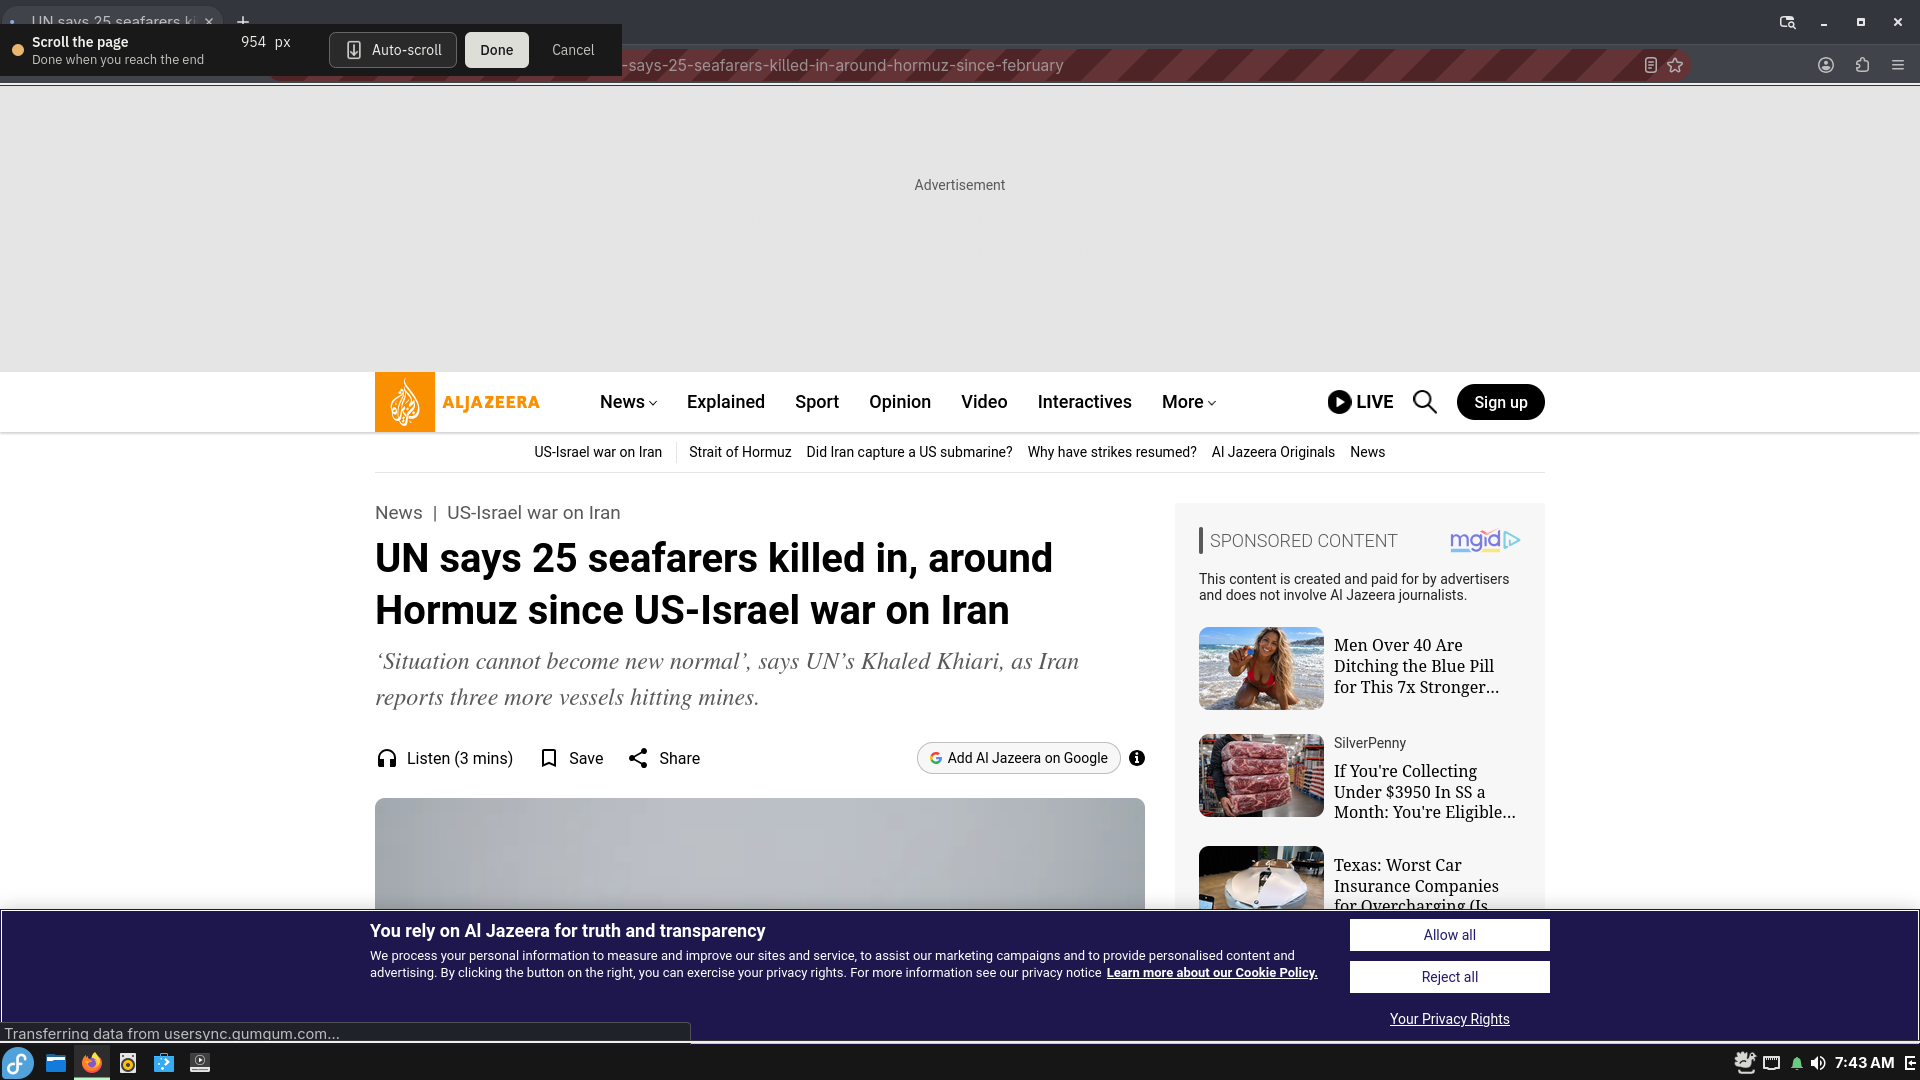 UN says 25 seafarers ki
Scroll the page
Done when you reach the end
954 px
Auto-scroll
Done
Cancel
-says-25-seafarers-killed-in-around-hormuz-since-february
Advertisement
ALJAZEERA
News
Explained
Sport
Opinion
Video
Interactives
More
LIVE
Sign up
US-Israel war on Iran
Strait of Hormuz
Did Iran capture a US submarine?
Why have strikes resumed?
Al Jazeera Originals
News
News | US-Israel war on Iran
UN says 25 seafarers killed in, around
Hormuz since US-Israel war on Iran
‘Situation cannot become new normal’, says UN’s Khaled Khiari, as Iran
reports three more vessels hitting mines.
Listen (3 mins)
Save
Share
Add Al Jazeera on Google
SPONSORED CONTENT
mgid
This content is created and paid for by advertisers
and does not involve Al Jazeera journalists.
Men Over 40 Are
Ditching the Blue Pill
for This 7x Stronger...
SilverPenny
If You're Collecting
Under $3950 In SS a
Month: You're Eligible...
Texas: Worst Car
Insurance Companies
for Overcharging (Is
You rely on Al Jazeera for truth and transparency
We process your personal information to measure and improve our sites and service, to assist our marketing campaigns and to provide personalised content and
advertising. By clicking the button on the right, you can exercise your privacy rights. For more information see our privacy notice Learn more about our Cookie Policy.
Allow all
Reject all
Your Privacy Rights
Transferring data from usersync.gumgum.com...
7:43 AM